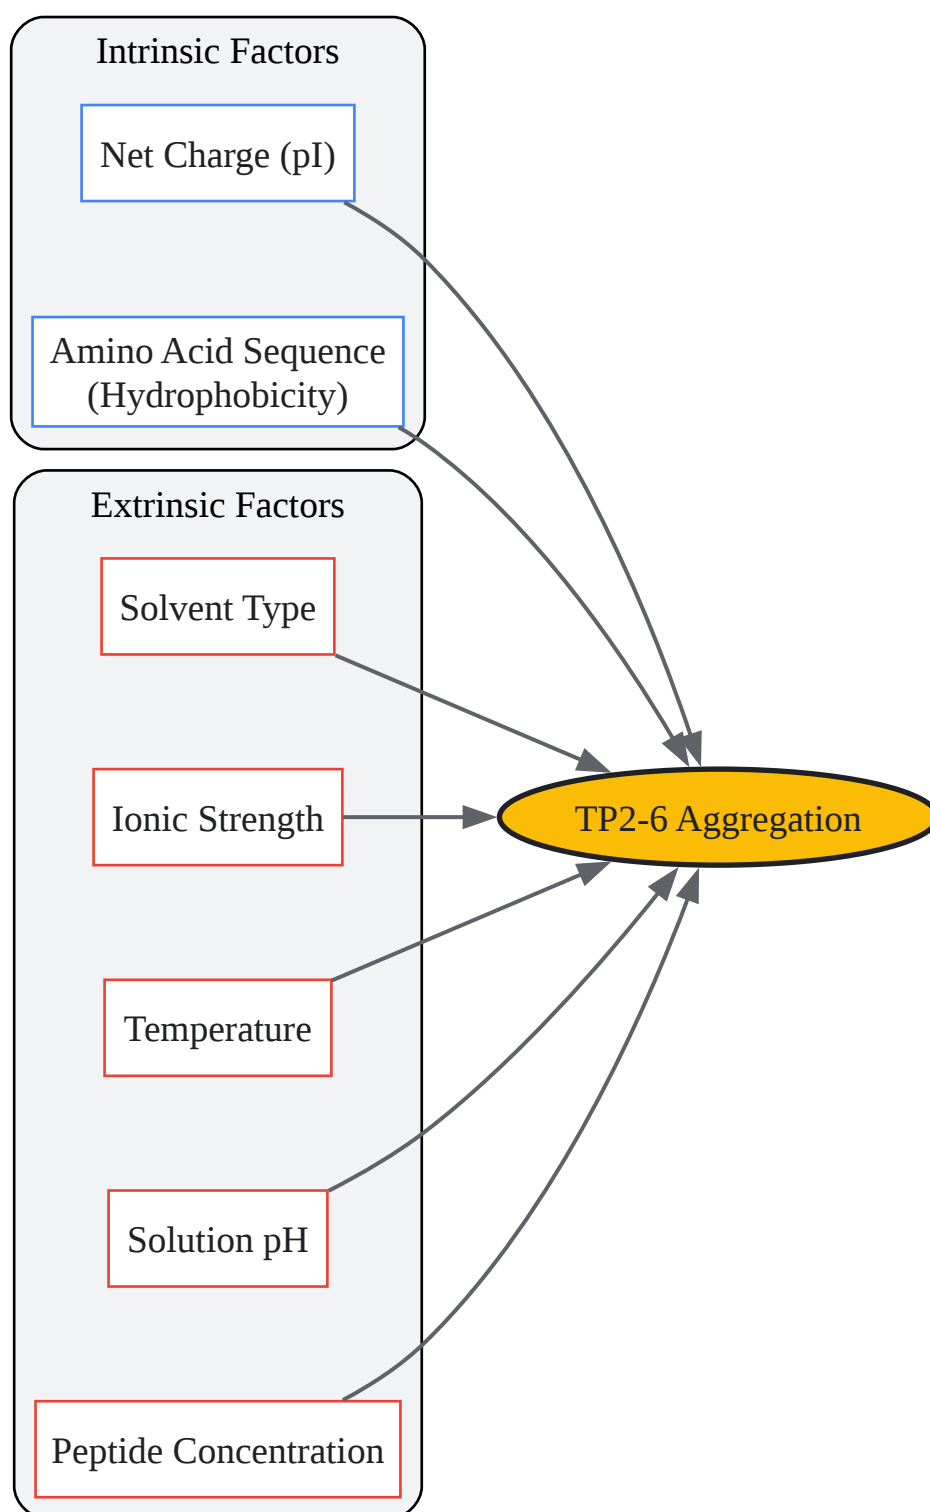 Intrinsic Factors
Net Charge (pI)
Amino Acid Sequence
(Hydrophobicity)
Extrinsic Factors
Solvent Type
Ionic Strength
TP2-6 Aggregation
Temperature
Solution pH
Peptide Concentration